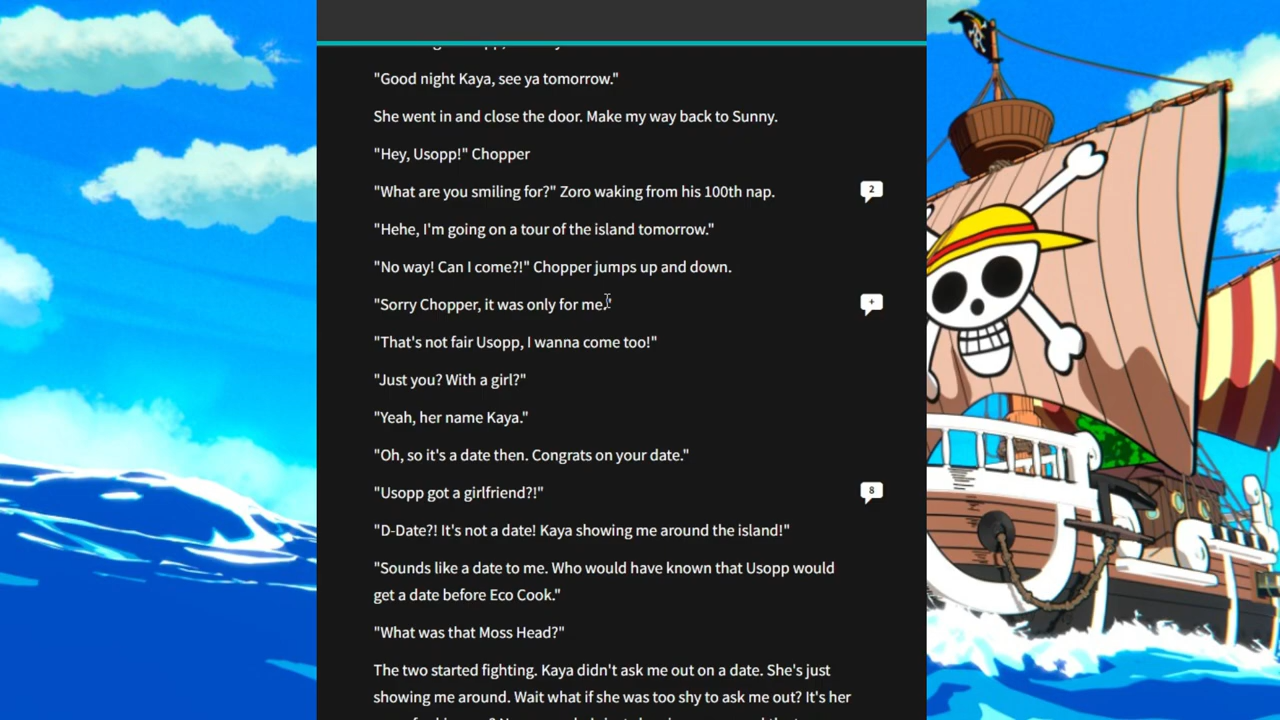 "Good night Kaya, see ya tomorrow."
She went in and close the door. Make my way back to Sunny.
"Hey, Usopp!" Chopper
"What are you smiling for?" Zoro waking from his 100th nap.
2
"Hehe, I'm going on a tour of the island tomorrow."
"No way! Can I come?!" Chopper jumps up and down.
"Sorry Chopper, it was only for me."
+
"That's not fair Usopp, I wanna come too!"
"Just you? With a girl?"
"Yeah, her name Kaya."
"Oh, so it's a date then. Congrats on your date."
"Usopp got a girlfriend?!"
8
"D-Date?! It's not a date! Kaya showing me around the island!"
"Sounds like a date to me. Who would have known that Usopp would
get a date before Eco Cook."
"What was that Moss Head?"
The two started fighting. Kaya didn't ask me out on a date. She's just
showing me around. Wait what if she was too shy to ask me out? It's her